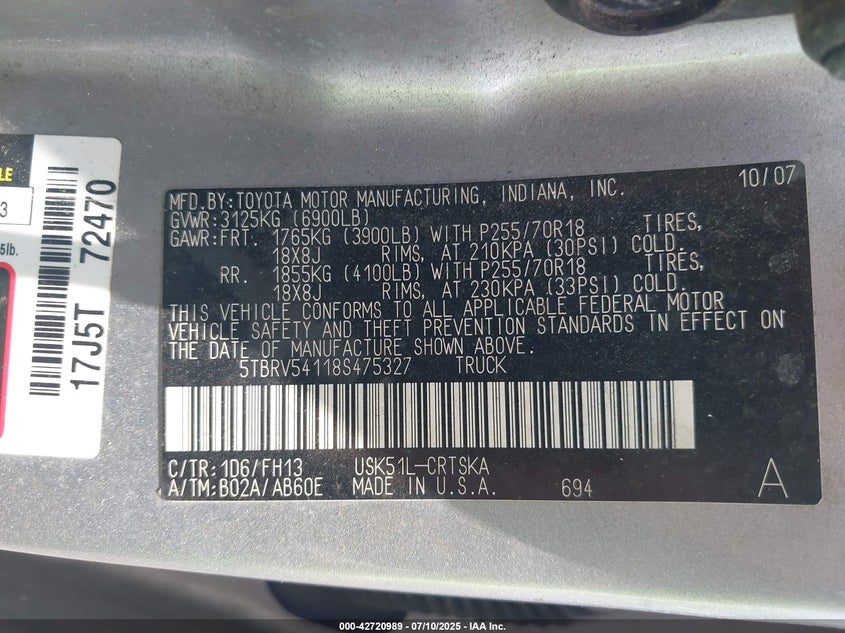 MFD.BY:TOYOTA MOTOR MANUFACTURING, INDIANA, INC. 10/07
GVWR:3125KG (6900LB)
GAWR:FRT. 1765KG (3900LB) WITH P255/70R18 TIRES,
18X8J RIMS, AT 210KPA (30PSI) COLD.
RR. 1855KG (4100LB) WITH P255/70R18 TIRES,
18X8J RIMS, AT 230KPA (33PSI) COLD.
THIS VEHICLE CONFORMS TO ALL APPLICABLE FEDERAL MOTOR
VEHICLE SAFETY AND THEFT PREVENTION STANDARDS IN EFFECT ON
THE DATE OF MANUFACTURE SHOWN ABOVE.
5TBRV54118S475327 TRUCK
C/TR:1D6/FH13 USK51L-CRTSKA
A/TM:B02A/AB60E MADE IN U.S.A. 694 A
17J5T 72470
3
5lb.
000-42720989 - 07/10/2025 - IAA Inc.